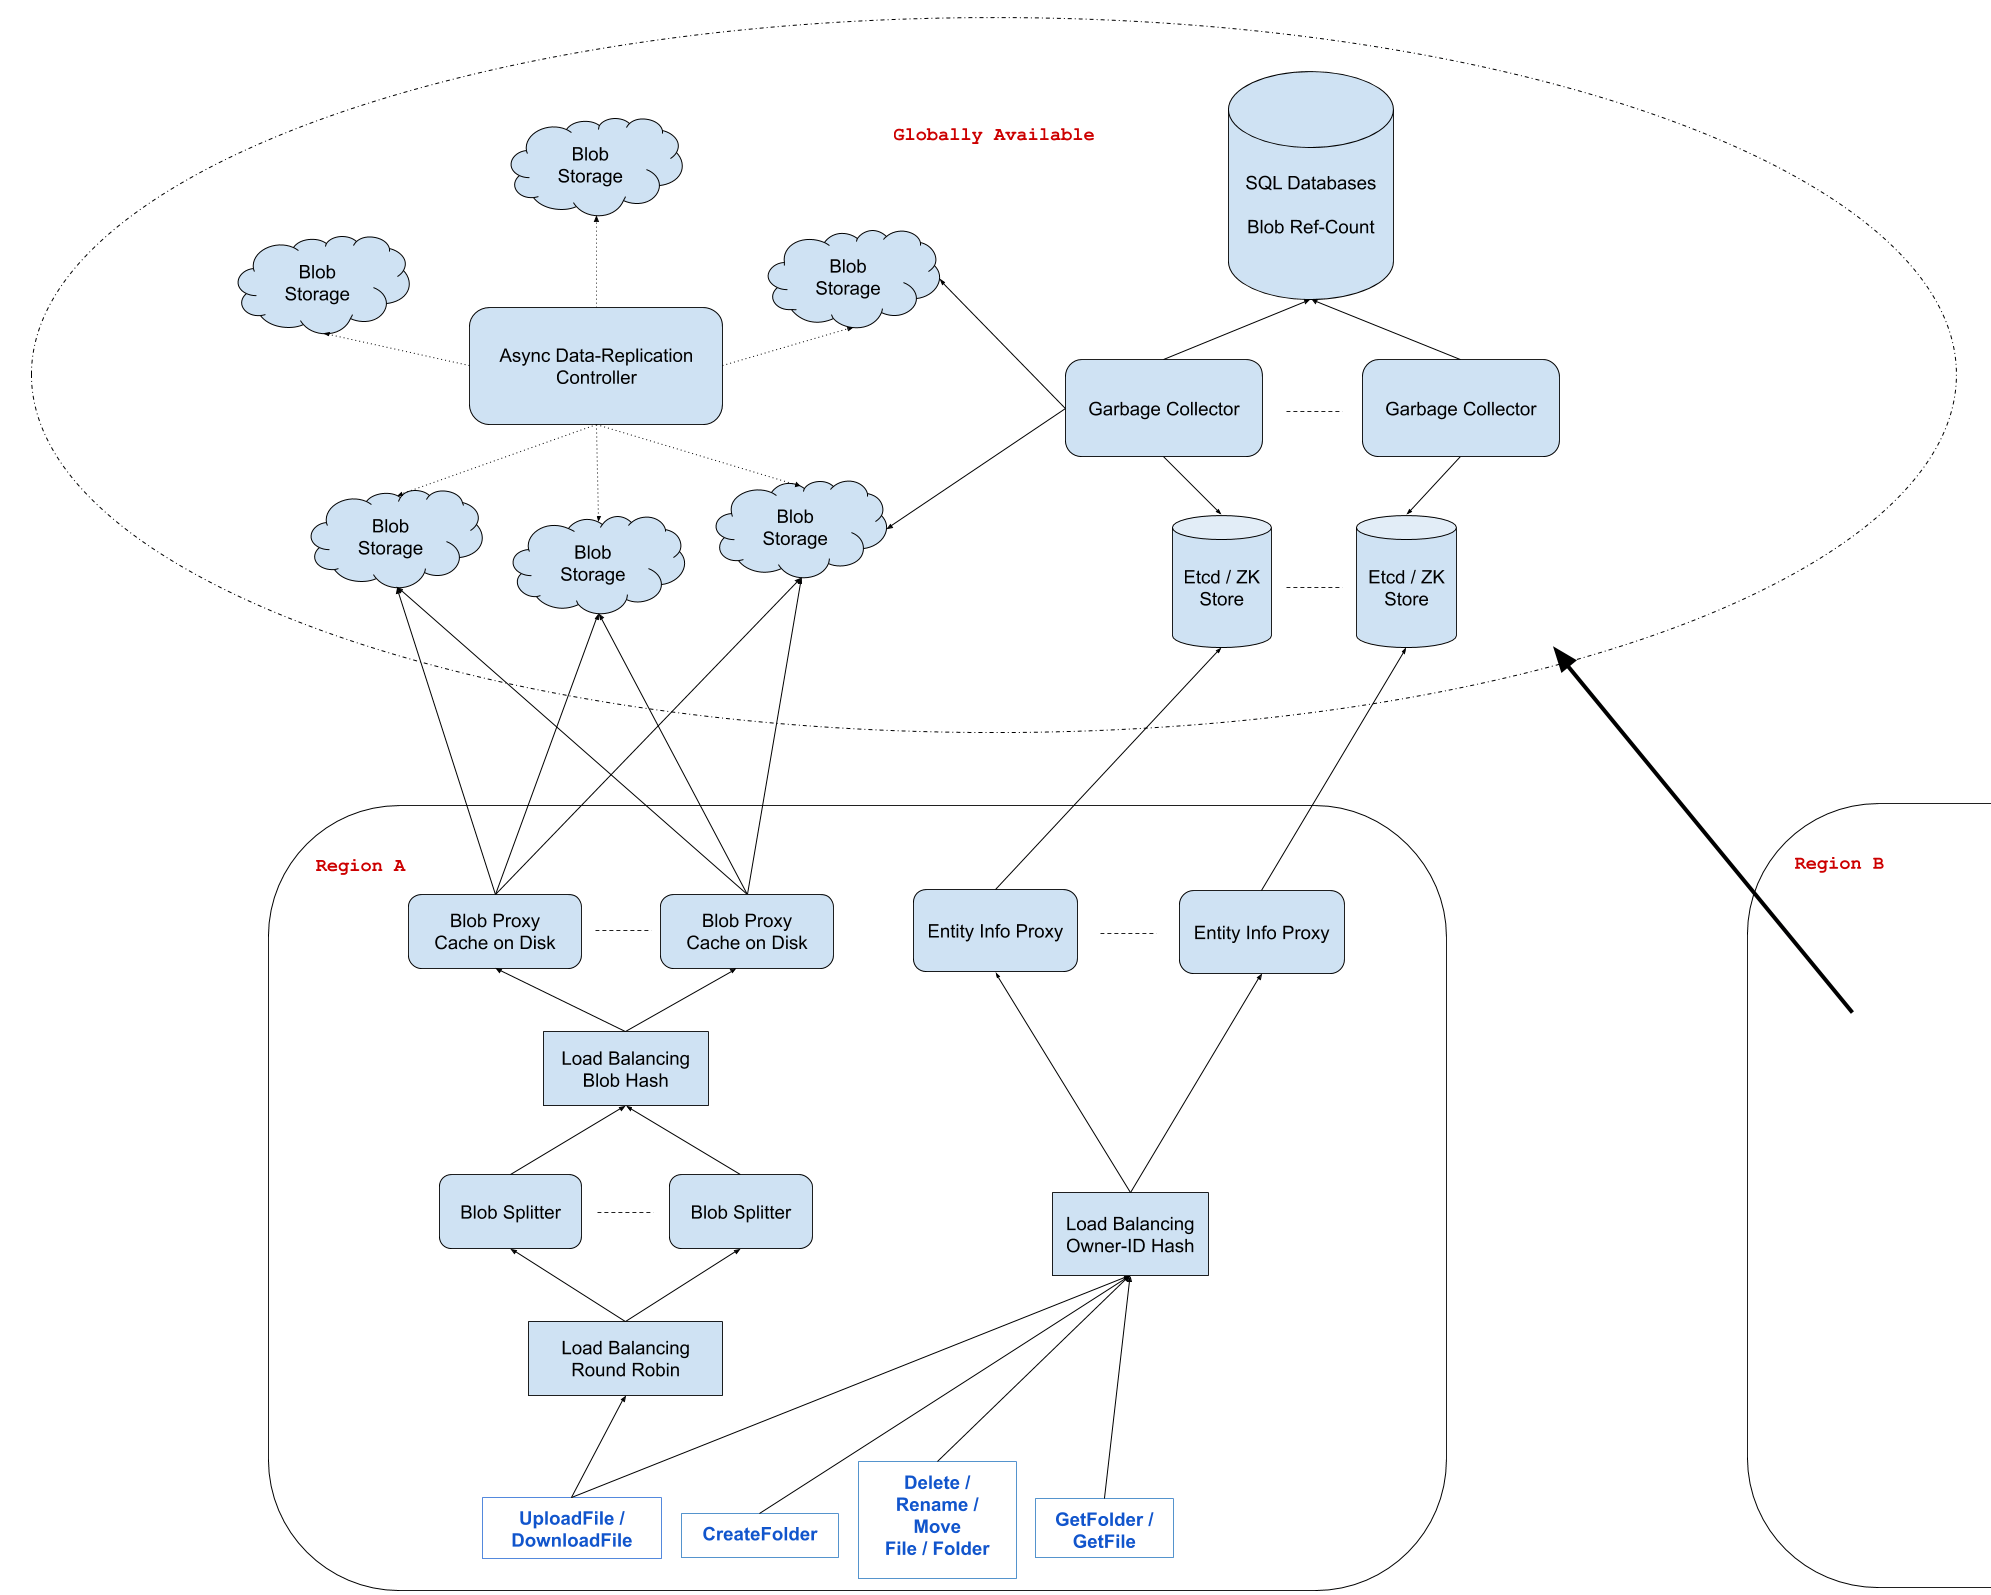 Globally Available
Blob
Storage
SQL Databases
Blob Ref-Count
Blob
Storage
Blob
Storage
Async Data-Replication
Controller
Garbage Collector
Garbage Collector
Blob
Storage
Blob
Storage
Blob
Storage
Etcd / ZK
Store
Etcd / ZK
Store
Region A
Region B
Blob Proxy
Cache on Disk
Blob Proxy
Cache on Disk
Entity Info Proxy
Entity Info Proxy
Load Balancing
Blob Hash
Blob Splitter
Blob Splitter
Load Balancing
Owner-ID Hash
Load Balancing
Round Robin
UploadFile /
DownloadFile
CreateFolder
Delete /
Rename /
Move
File / Folder
GetFolder /
GetFile